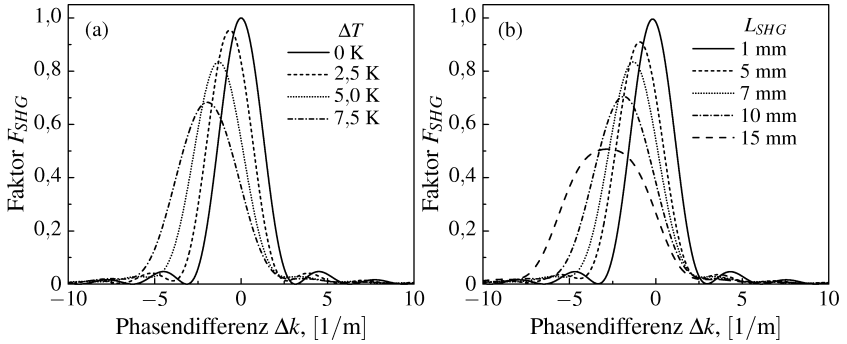 (a)
ΔT
0 K
2,5 K
5,0 K
7,5 K
1,0
0,8
0,6
0,4
0,2
0
Faktor F_SHG
−10
−5
0
5
10
Phasendifferenz Δk, [1/m]
(b)
L_SHG
1 mm
5 mm
7 mm
10 mm
15 mm
1,0
0,8
0,6
0,4
0,2
0
Faktor F_SHG
−10
−5
0
5
10
Phasendifferenz Δk, [1/m]